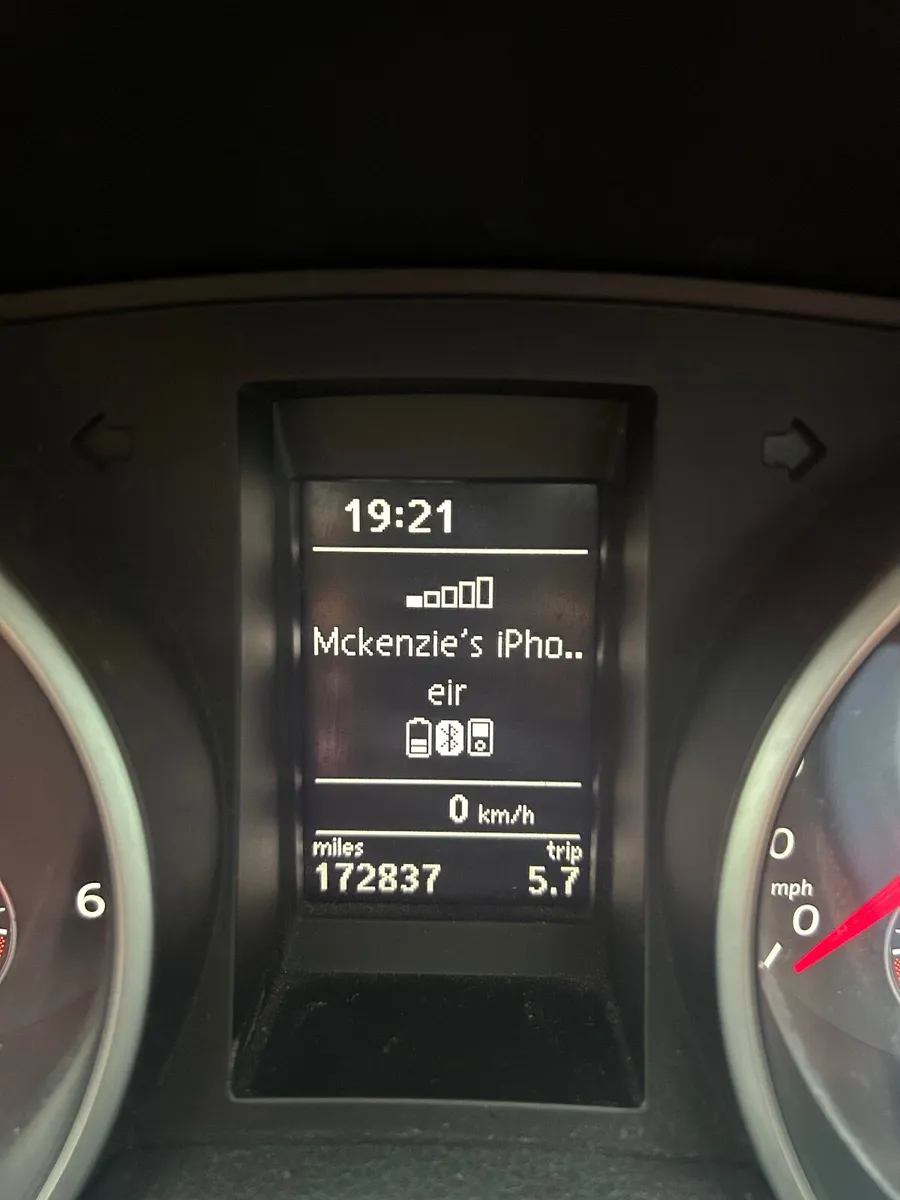 19:21
Mckenzie's iPho..
eir
0 km/h
miles trip
172837 5.7
6
0
mph
0